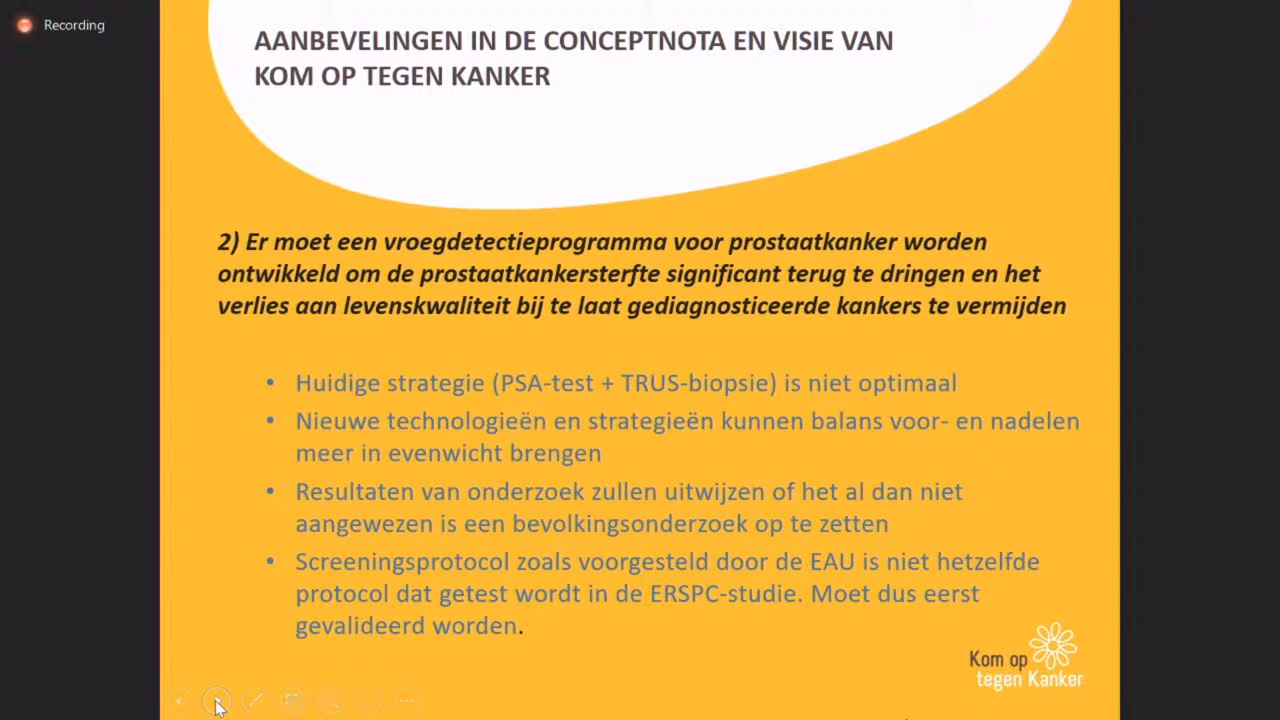 Recording
AANBEVELINGEN IN DE CONCEPTNOTA EN VISIE VAN
KOM OP TEGEN KANKER
2) Er moet een vroegdetectieprogramma voor prostaatkanker worden
ontwikkeld om de prostaatkankersterfte significant terug te dringen en het
verlies aan levenskwaliteit bij te laat gediagnosticeerde kankers te vermijden
• Huidige strategie (PSA-test + TRUS-biopsie) is niet optimaal
• Nieuwe technologieën en strategieën kunnen balans voor- en nadelen
meer in evenwicht brengen
• Resultaten van onderzoek zullen uitwijzen of het al dan niet
aangewezen is een bevolkingsonderzoek op te zetten
• Screeningsprotocol zoals voorgesteld door de EAU is niet hetzelfde
protocol dat getest wordt in de ERSPC-studie. Moet dus eerst
gevalideerd worden.
Kom op
tegen Kanker